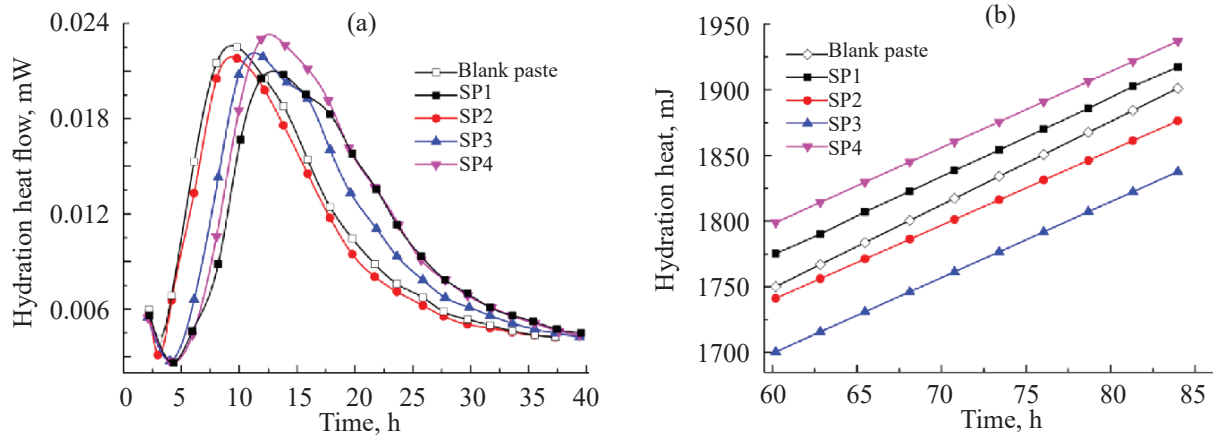 (a)
Hydration heat flow, mW
0.024
0.018
0.012
0.006
0 5 10 15 20 25 30 35 40
Time, h
Blank paste
SP1
SP2
SP3
SP4
(b)
Hydration heat, mJ
1950
1900
1850
1800
1750
1700
60 65 70 75 80 85
Time, h
Blank paste
SP1
SP2
SP3
SP4